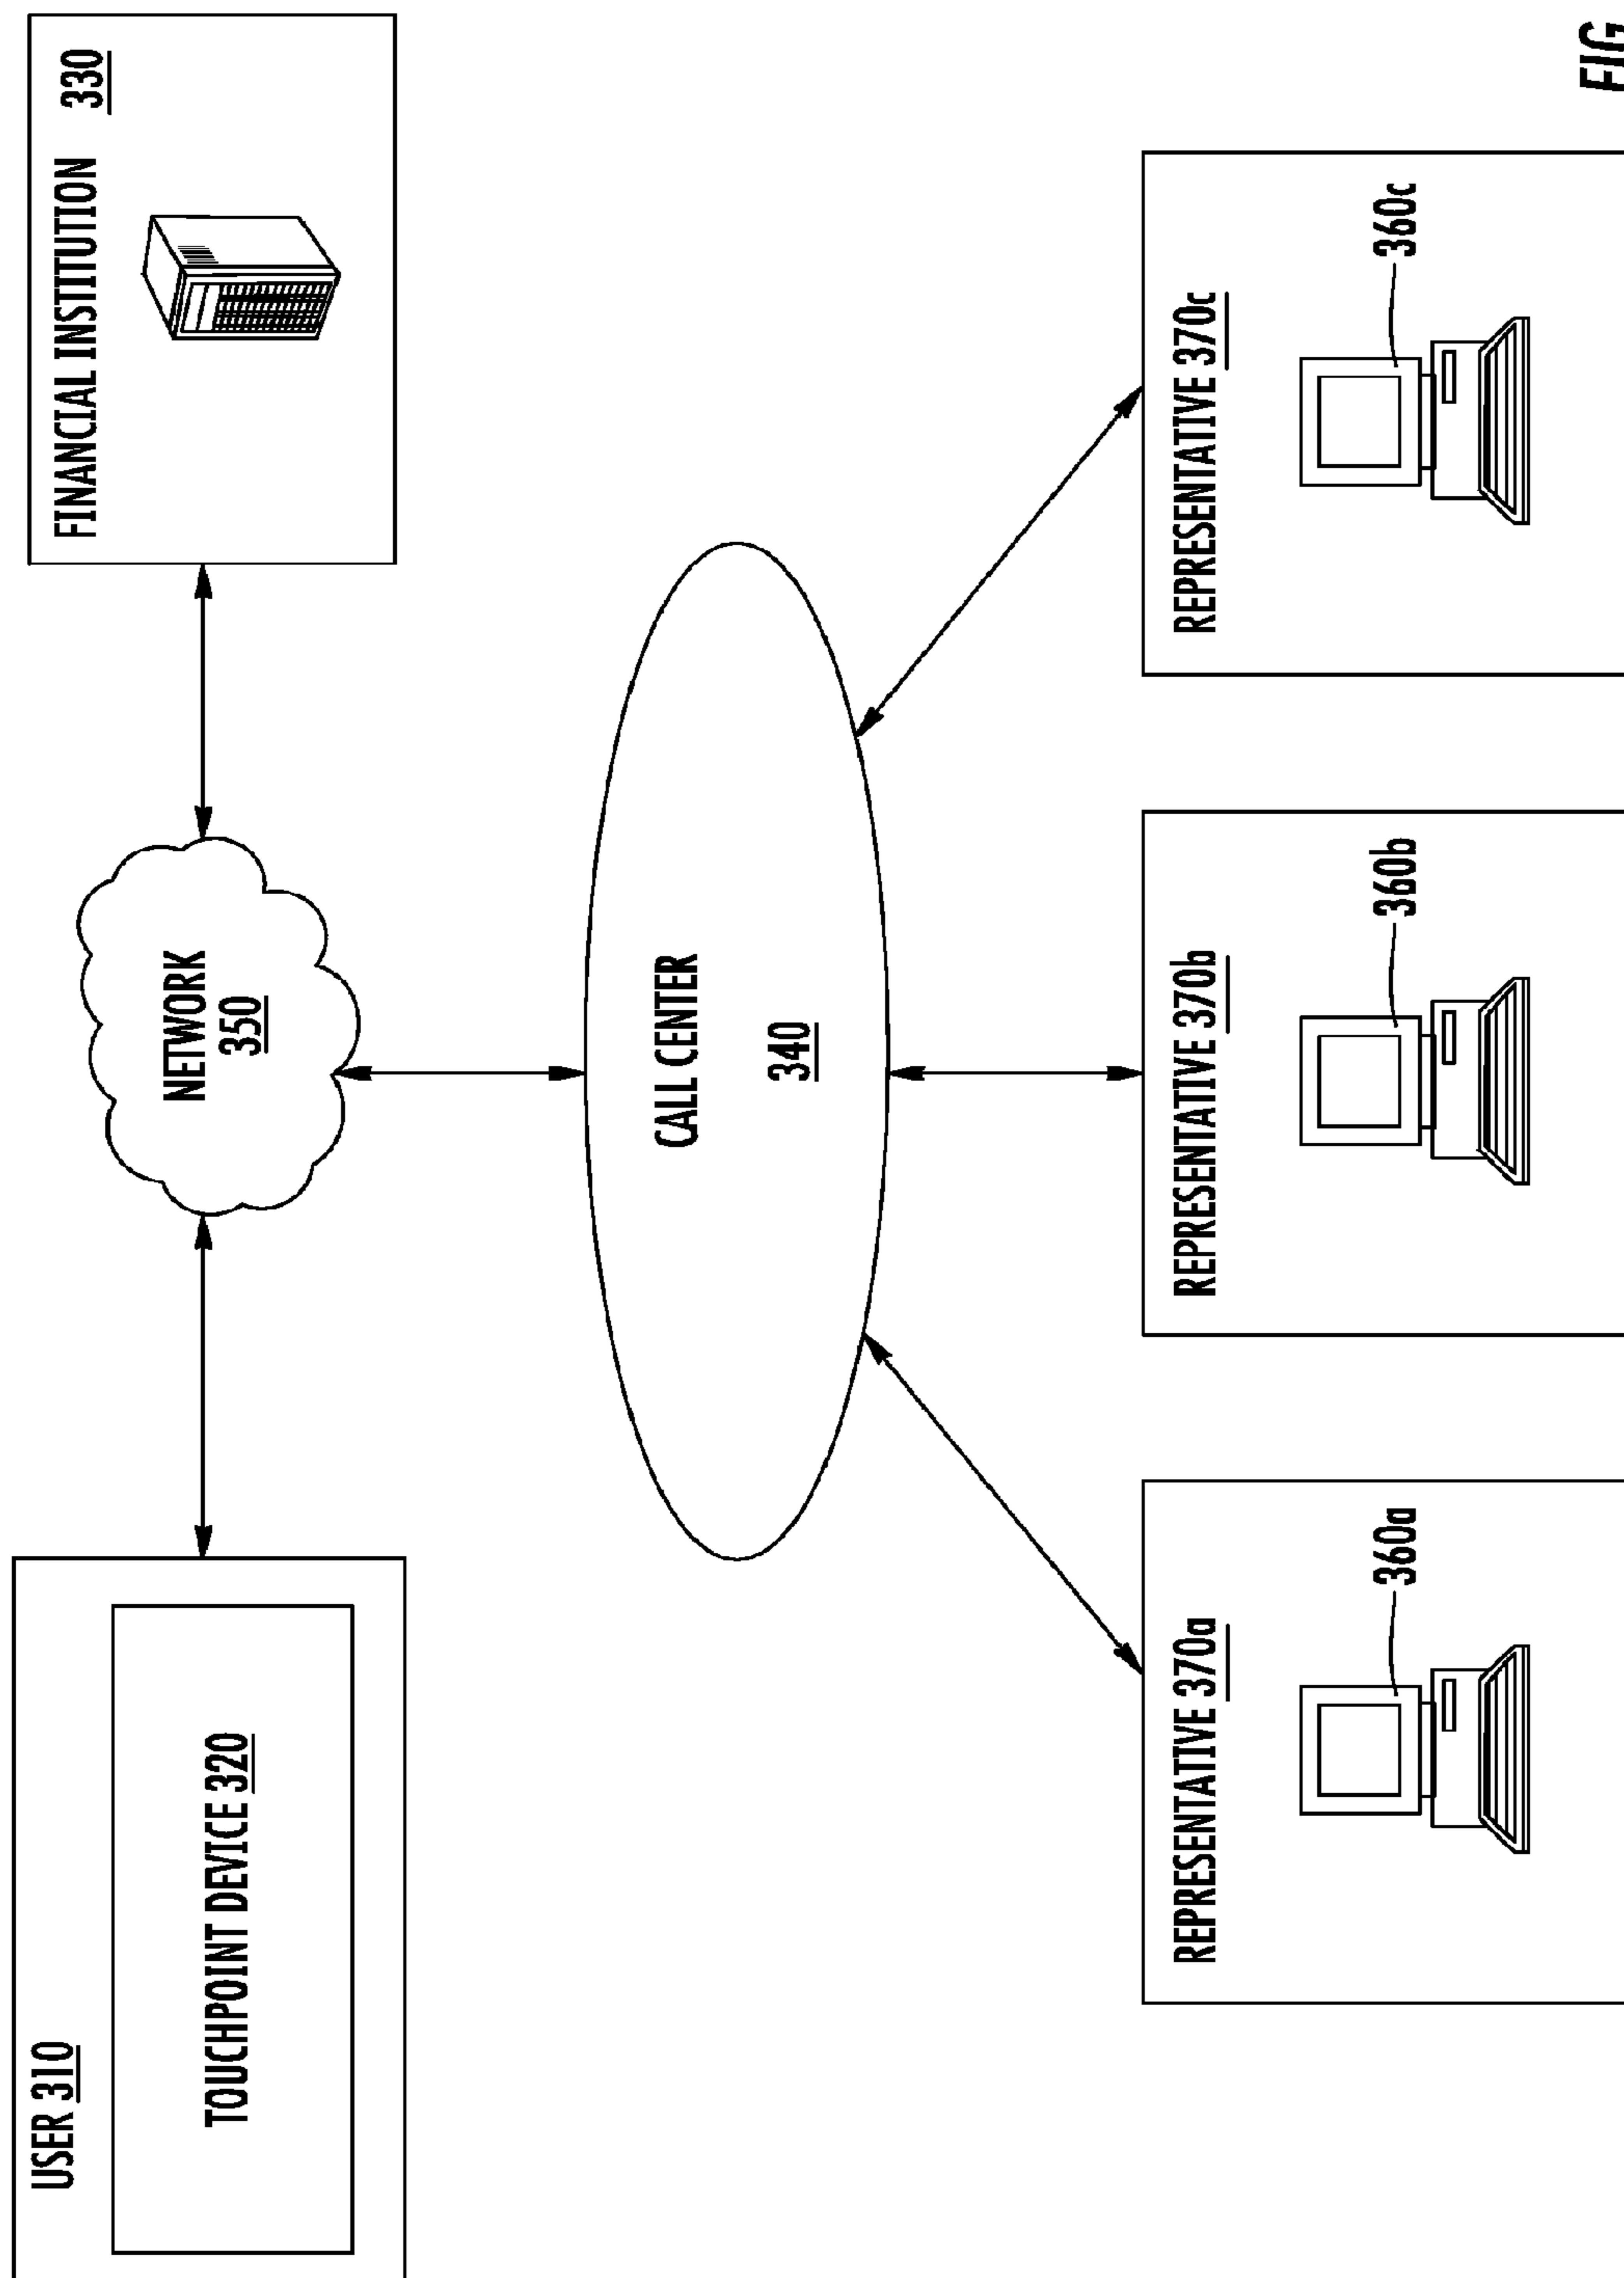 USER 310
TOUCHPOINT DEVICE 320
NETWORK
350
FINANCIAL INSTITUTION 330
CALL CENTER
340
REPRESENTATIVE 370a
360a
REPRESENTATIVE 370b
360b
REPRESENTATIVE 370c
360c
FIG